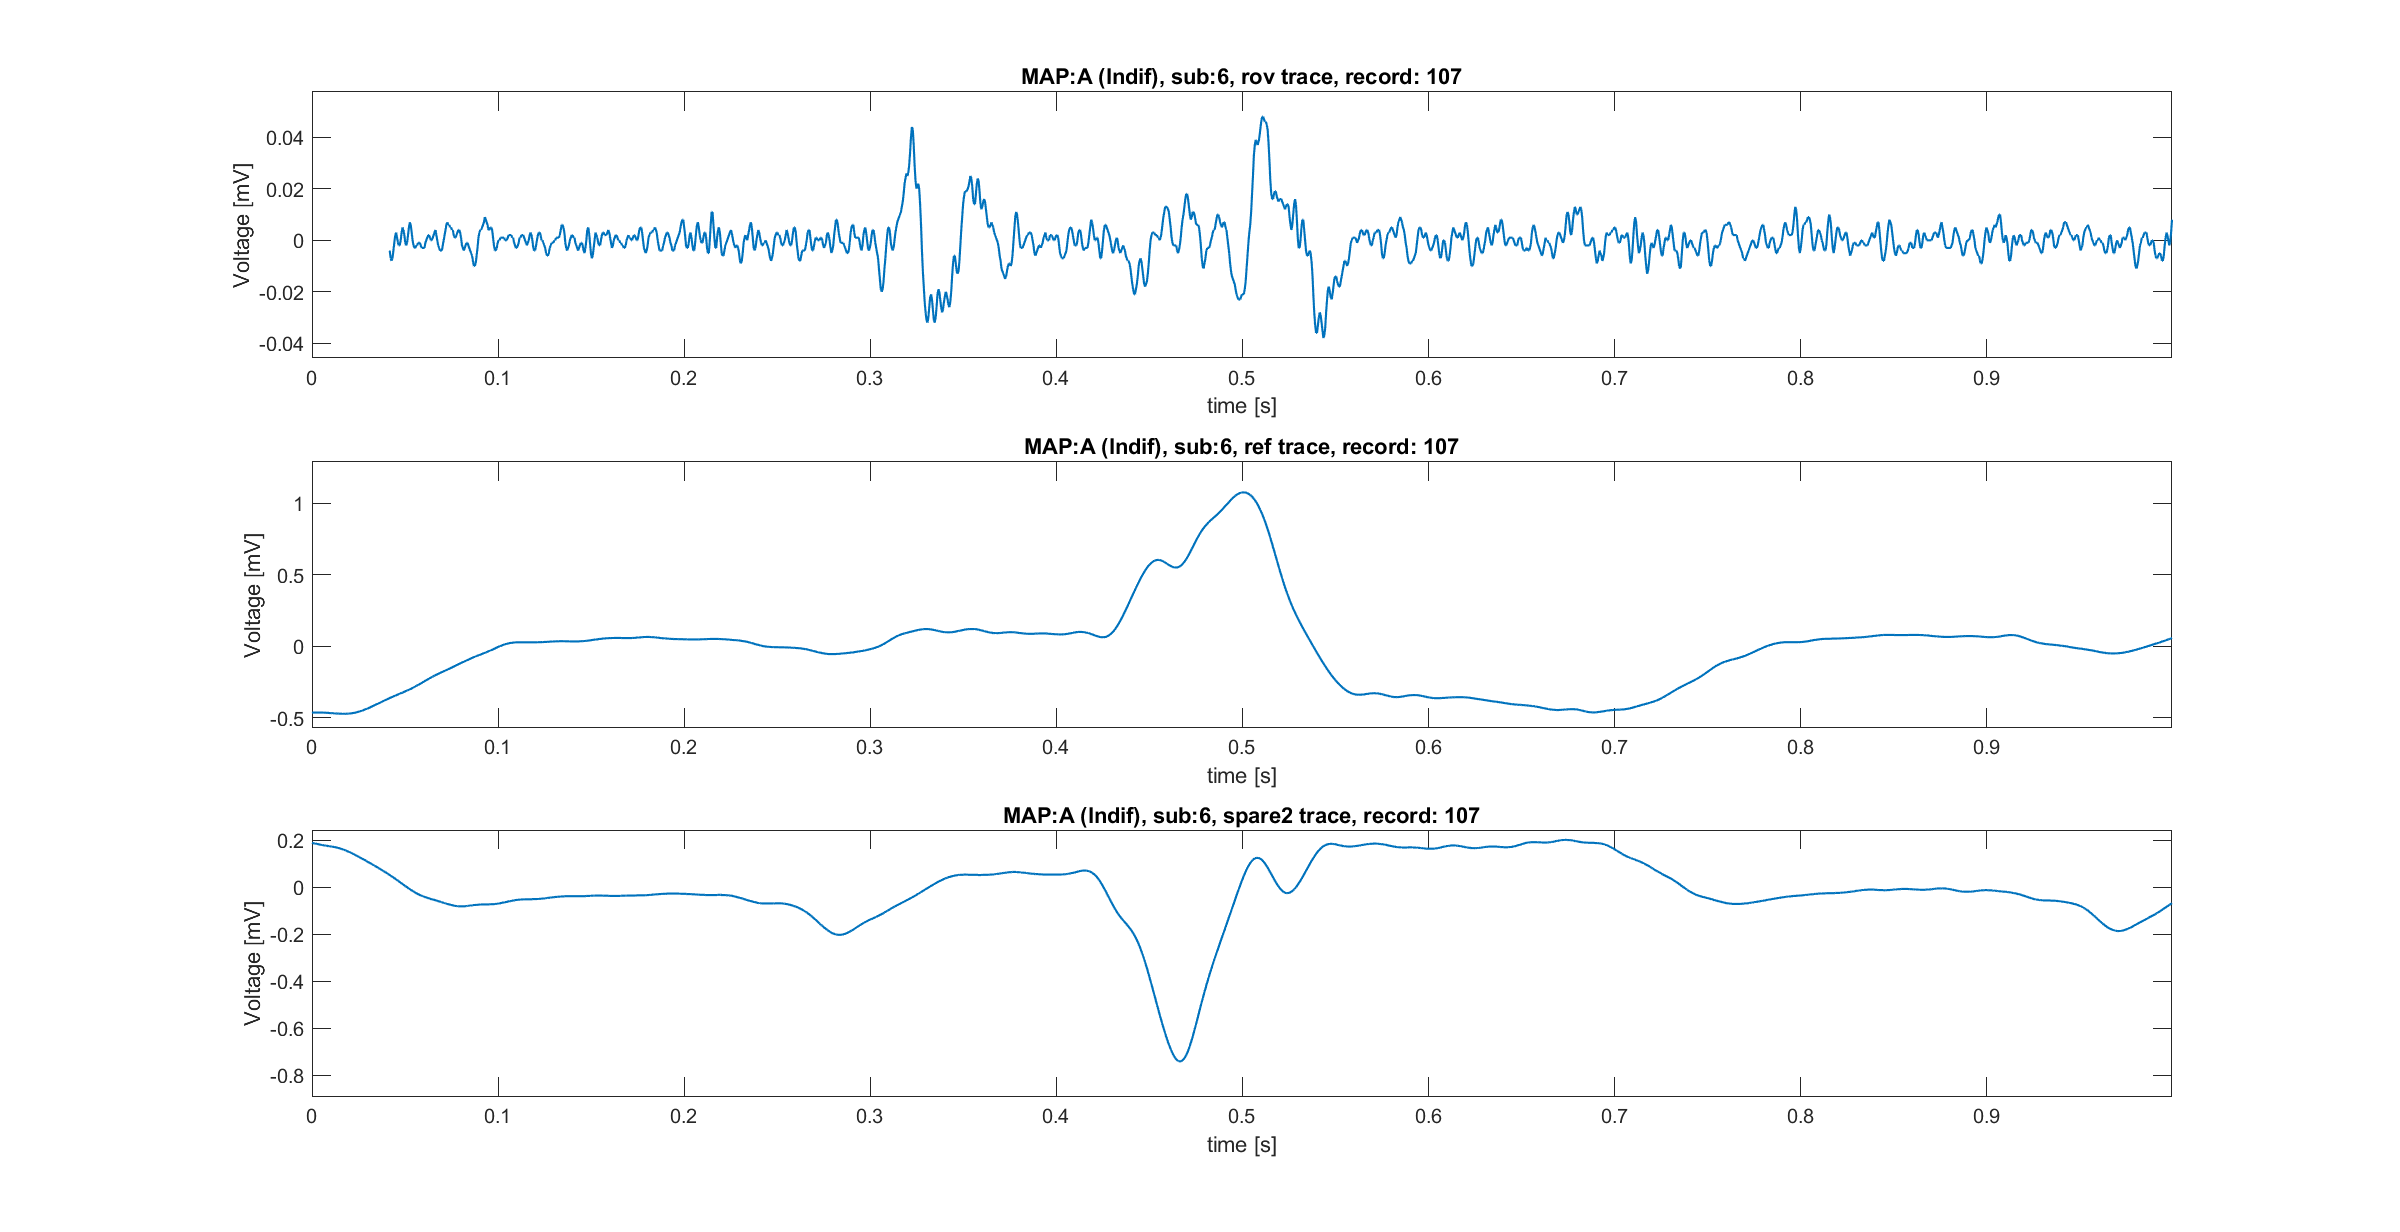 MAP:A (Indif), sub:6, rov trace, record: 107
Voltage [mV]
0.04
0.02
0
-0.02
-0.04
0 0.1 0.2 0.3 0.4 0.5 0.6 0.7 0.8 0.9
time [s]
MAP:A (Indif), sub:6, ref trace, record: 107
Voltage [mV]
1
0.5
0
-0.5
0 0.1 0.2 0.3 0.4 0.5 0.6 0.7 0.8 0.9
time [s]
MAP:A (Indif), sub:6, spare2 trace, record: 107
Voltage [mV]
0.2
0
-0.2
-0.4
-0.6
-0.8
0 0.1 0.2 0.3 0.4 0.5 0.6 0.7 0.8 0.9
time [s]